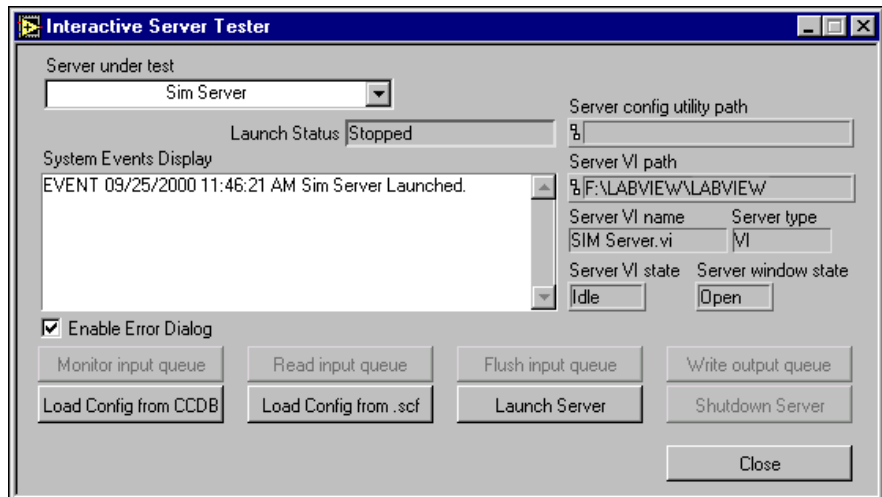 Interactive Server Tester
Server under test
Sim Server
Launch Status Stopped
System Events Display
EVENT 09/25/2000 11:46:21 AM Sim Server Launched.
Server config utility path
Server VI path
F:\LABVIEW\LABVIEW
Server VI name Server type
SIM Server.vi VI
Server VI state Server window state
Idle Open
Enable Error Dialog
Monitor input queue Read input queue Flush input queue Write output queue
Load Config from CCDB Load Config from .scf Launch Server Shutdown Server
Close